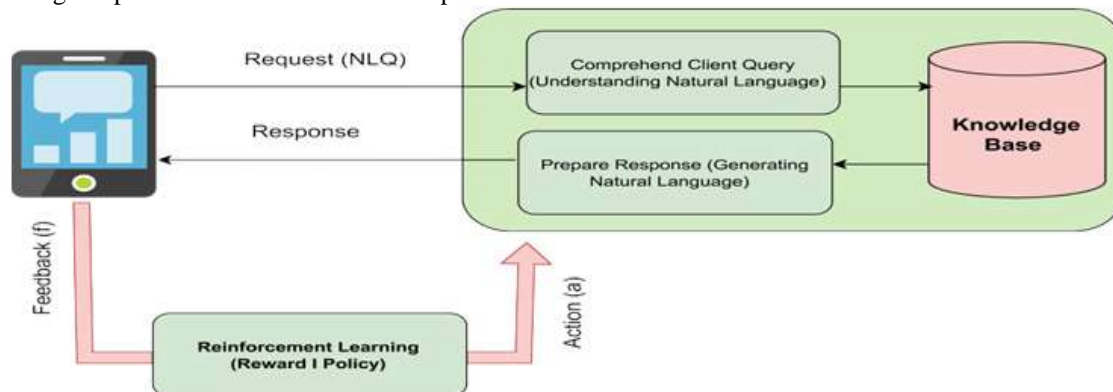 Request (NLQ)
Response
Comprehend Client Query
(Understanding Natural Language)
Prepare Response (Generating
Natural Language)
Knowledge
Base
Feedback (f)
Action (a)
Reinforcement Learning
(Reward I Policy)